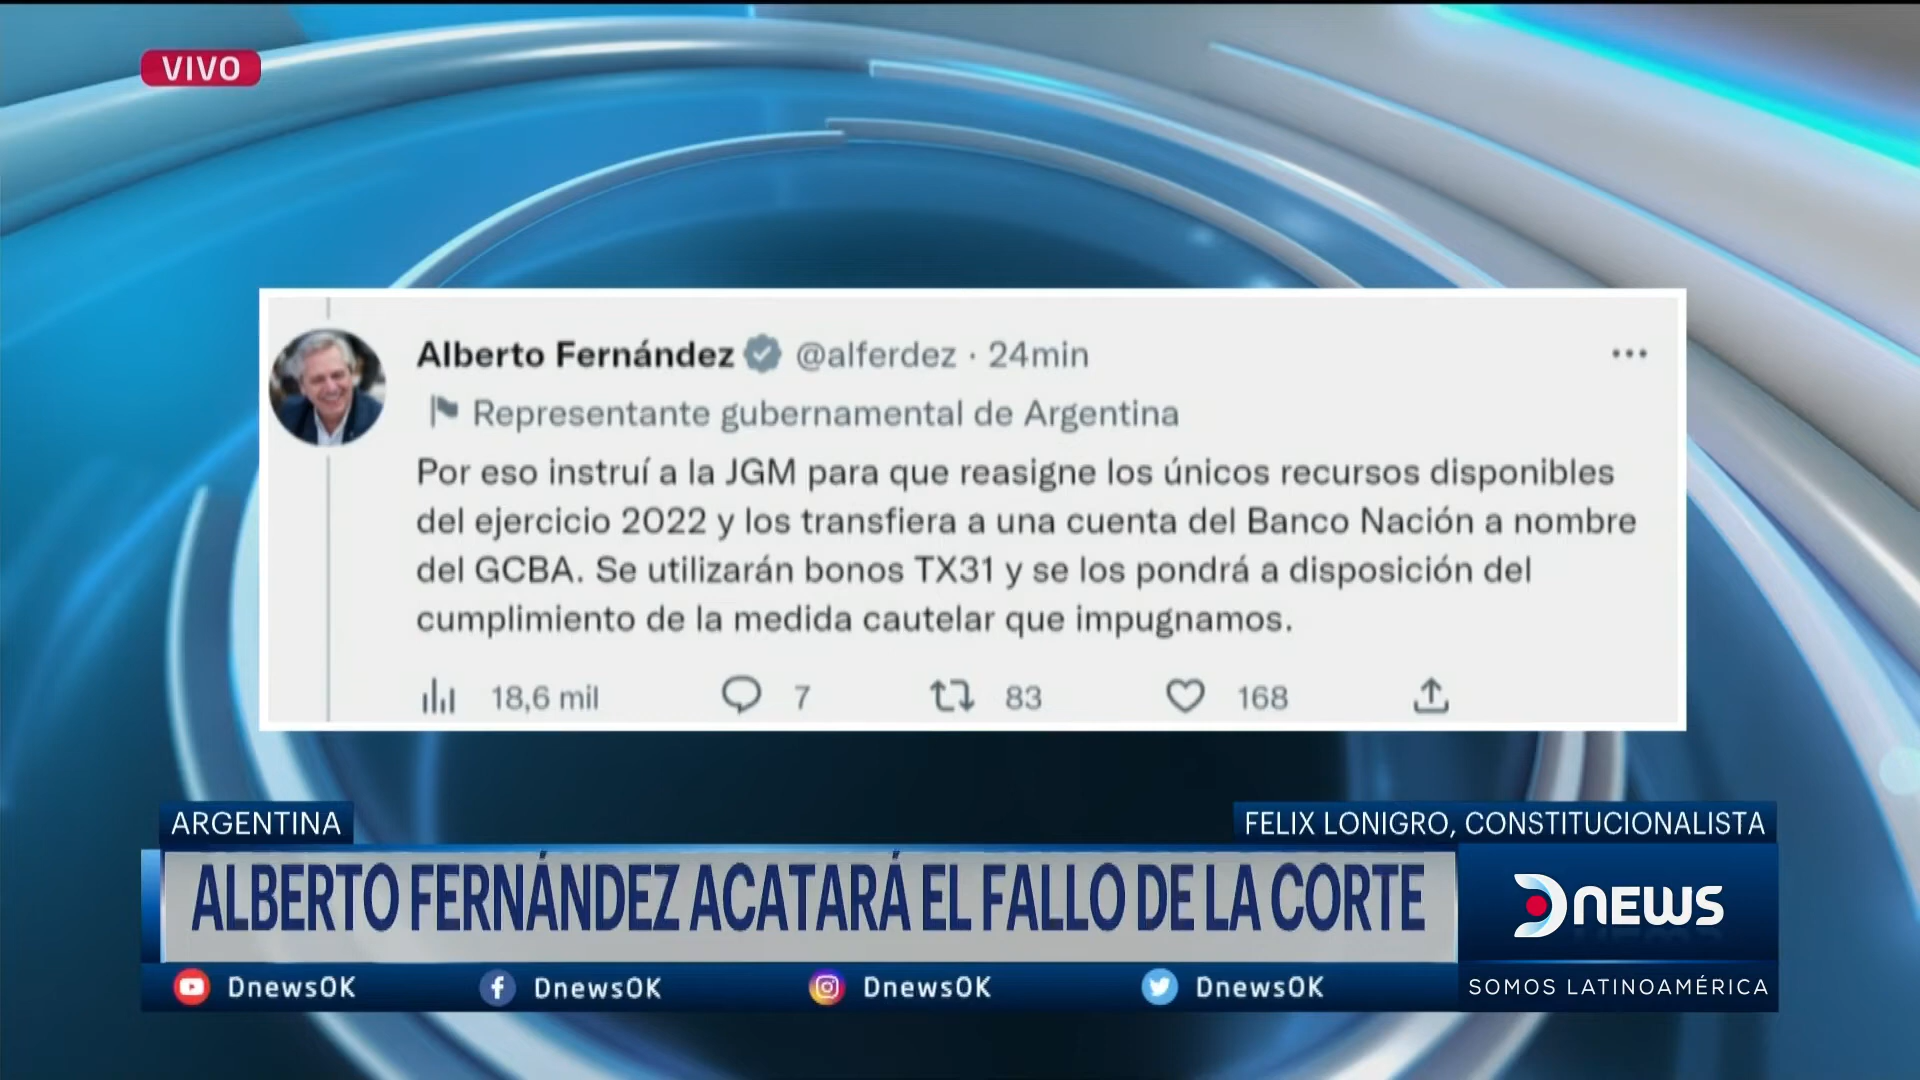 VIVO
Alberto Fernández @alferdez · 24min
Representante gubernamental de Argentina
Por eso instruí a la JGM para que reasigne los únicos recursos disponibles
del ejercicio 2022 y los transfiera a una cuenta del Banco Nación a nombre
del GCBA. Se utilizarán bonos TX31 y se los pondrá a disposición del
cumplimiento de la medida cautelar que impugnamos.
18,6 mil 7 83 168
ARGENTINA
FELIX LONIGRO, CONSTITUCIONALISTA
ALBERTO FERNÁNDEZ ACATARÁ EL FALLO DE LA CORTE
DNEWS
DnewsOK DnewsOK DnewsOK DnewsOK
SOMOS LATINOAMÉRICA